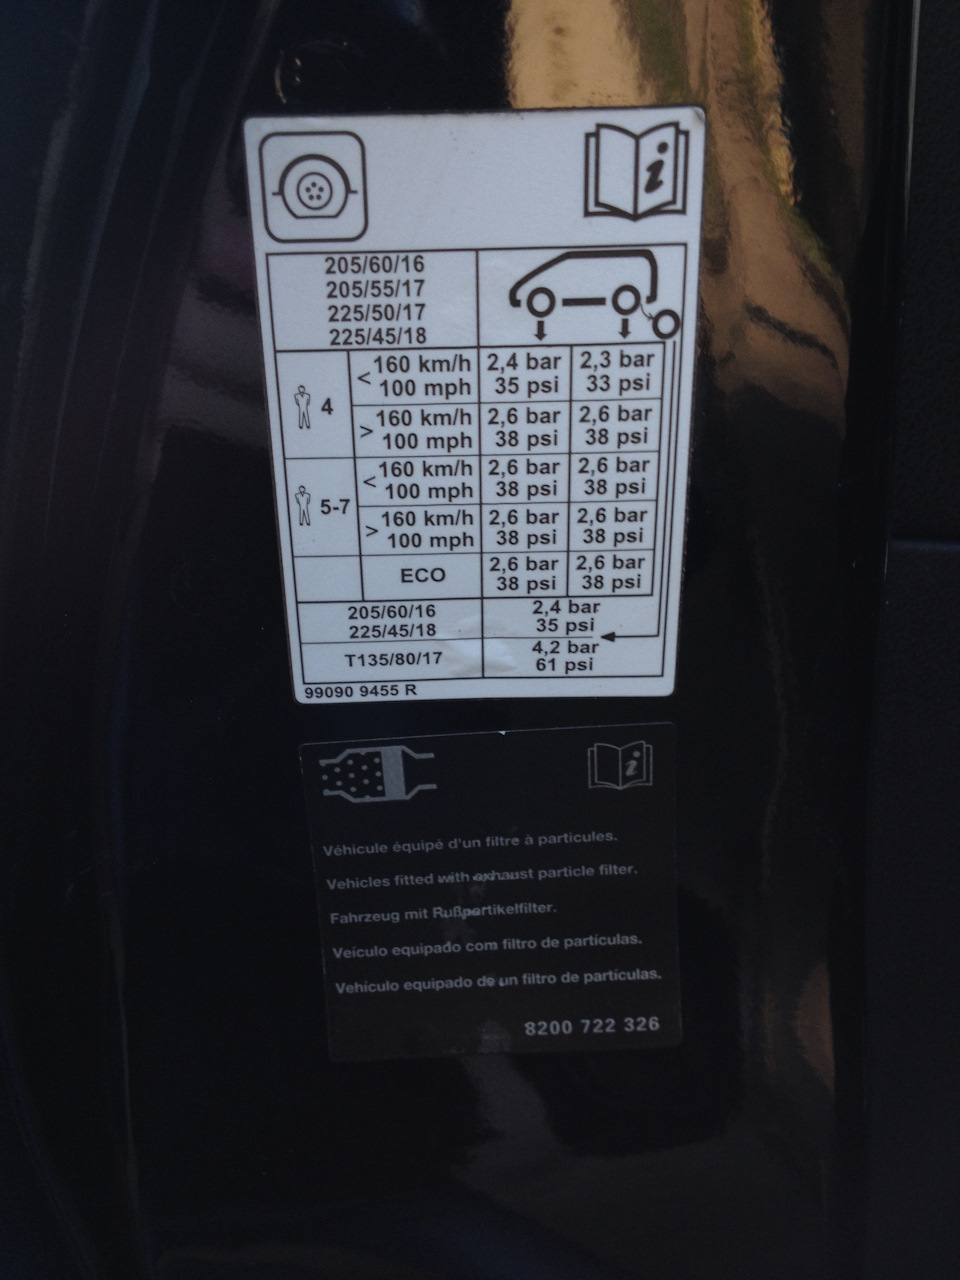 i
205/60/16
205/55/17
225/50/17
225/45/18
4 < 160 km/h 100 mph 2,4 bar 35 psi 2,3 bar 33 psi
> 160 km/h 100 mph 2,6 bar 38 psi 2,6 bar 38 psi
5-7 < 160 km/h 100 mph 2,6 bar 38 psi 2,6 bar 38 psi
> 160 km/h 100 mph 2,6 bar 38 psi 2,6 bar 38 psi
ECO 2,6 bar 38 psi 2,6 bar 38 psi
205/60/16 2,4 bar
225/45/18 35 psi
T135/80/17 4,2 bar 61 psi
99090 9455 R
i
Véhicule équipé d'un filtre à particules.
Vehicles fitted with exhaust particle filter.
Fahrzeug mit Rußpartikelfilter.
Veículo equipado com filtro de partículas.
Vehiculo equipado de un filtro de partículas.
8200 722 326